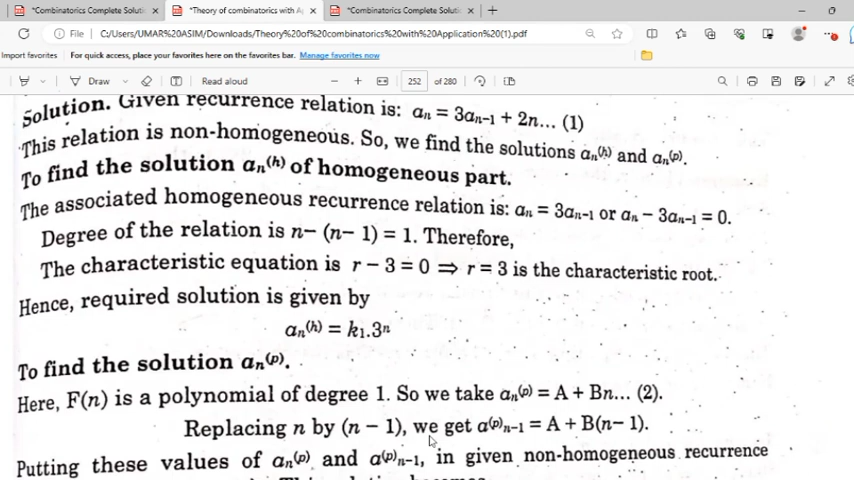 *Combinatorics Complete Soluti
*Theory of combinatorics with A
*Combinatorics Complete Soluti
File C:/Users/UMAR%20ASIM/Downloads/Theory%20of%20combinatorics%20with%20Application%20(1).pdf
Import favorites For quick access, place your favorites here on the favorites bar. Manage favorites now
Draw Read aloud 252 of 280
Solution. Given recurrence relation is: aₙ = 3aₙ₋₁ + 2n... (1)
This relation is non-homogeneous. So, we find the solutions aₙ⁽ʰ⁾ and aₙ⁽ᵖ⁾.
To find the solution aₙ⁽ʰ⁾ of homogeneous part.
The associated homogeneous recurrence relation is: aₙ = 3aₙ₋₁ or aₙ − 3aₙ₋₁ = 0.
Degree of the relation is n− (n− 1) = 1. Therefore,
The characteristic equation is r − 3 = 0 ⇒ r = 3 is the characteristic root.
Hence, required solution is given by
aₙ⁽ʰ⁾ = k₁.3ⁿ
To find the solution aₙ⁽ᵖ⁾.
Here, F(n) is a polynomial of degree 1. So we take aₙ⁽ᵖ⁾ = A + Bn... (2).
Replacing n by (n − 1), we get a⁽ᵖ⁾ₙ₋₁ = A + B(n− 1).
Putting these values of aₙ⁽ᵖ⁾ and a⁽ᵖ⁾ₙ₋₁, in given non-homogeneous recurrence